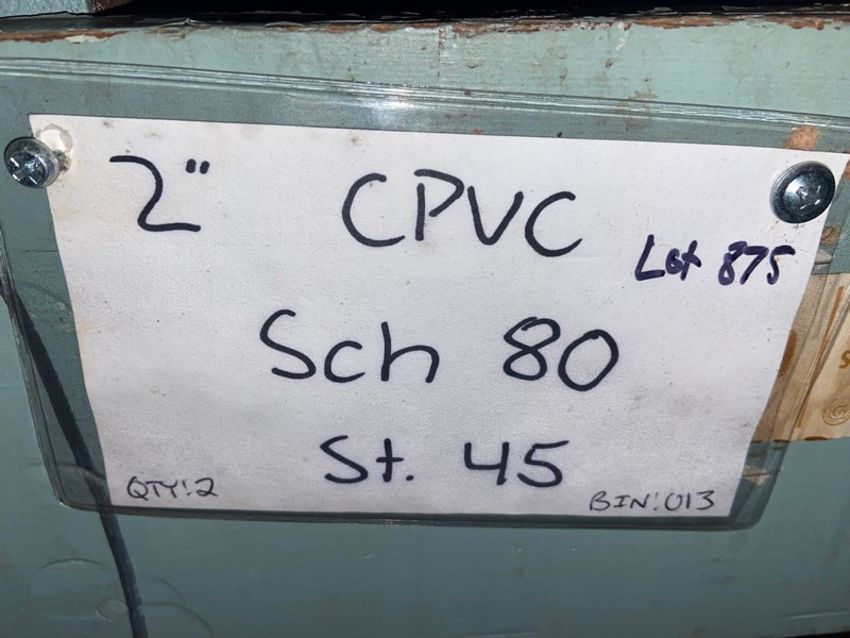 2" CPVC
Lot 875
Sch 80
St. 45
QTY:2
BIN:013